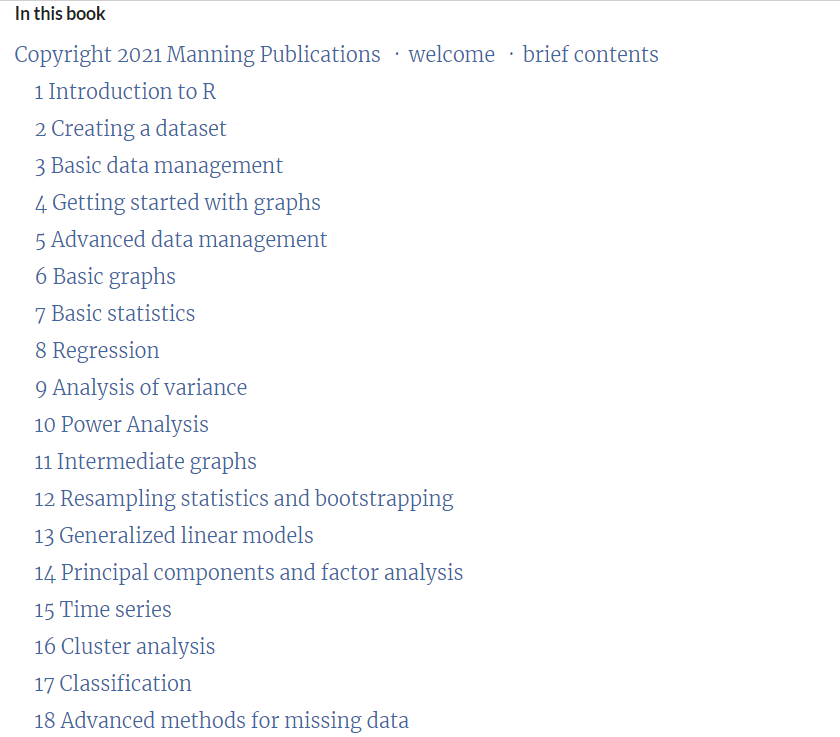 In this book
Copyright 2021 Manning Publications · welcome · brief contents
1 Introduction to R
2 Creating a dataset
3 Basic data management
4 Getting started with graphs
5 Advanced data management
6 Basic graphs
7 Basic statistics
8 Regression
9 Analysis of variance
10 Power Analysis
11 Intermediate graphs
12 Resampling statistics and bootstrapping
13 Generalized linear models
14 Principal components and factor analysis
15 Time series
16 Cluster analysis
17 Classification
18 Advanced methods for missing data